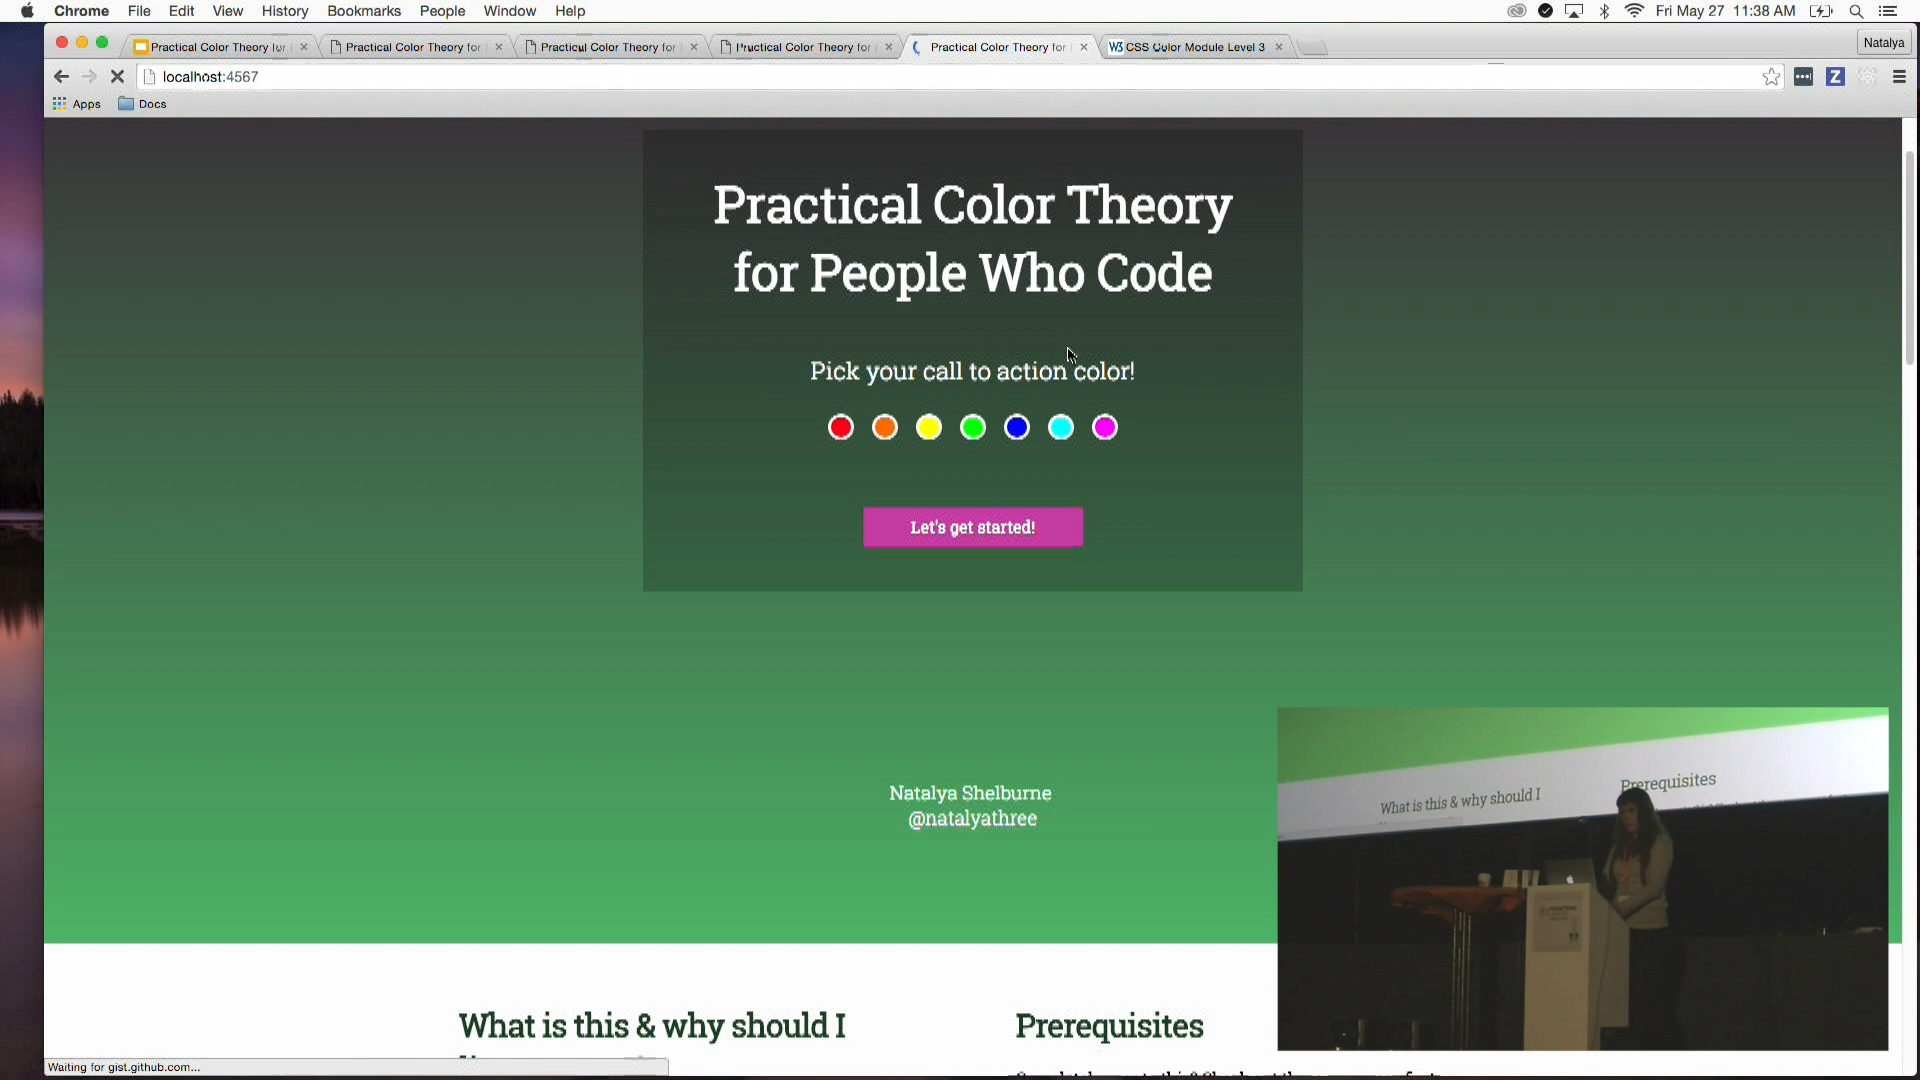 Chrome File Edit View History Bookmarks People Window Help
Fri May 27 11:38 AM
Practical Color Theory for
Practical Color Theory for
Practical Color Theory for
Practical Color Theory for
Practical Color Theory for
W3 CSS Color Module Level 3
Natalya
localhost:4567
Z
Apps Docs
Practical Color Theory
for People Who Code
Pick your call to action color!
Let's get started!
Natalya Shelburne
@natalyathree
What is this & why should I
Prerequisites
What is this & why should I
Prerequisites
Waiting for gist.github.com...